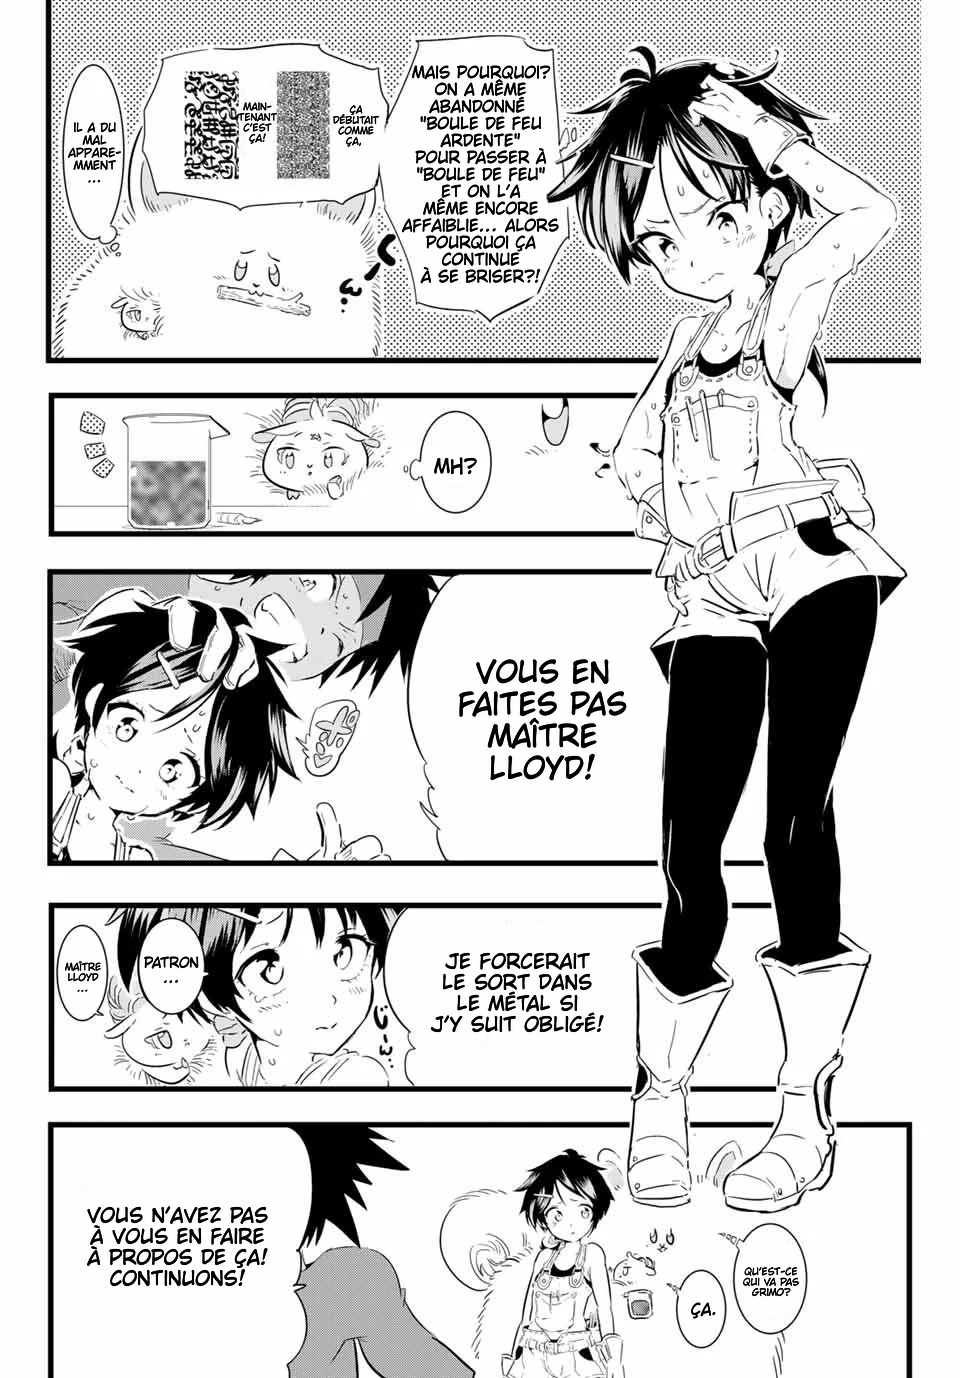 MAIS POURQUOI?
ON A MÊME
ABANDONNÉ
"BOULE DE FEU
ARDENTE"
POUR PASSER À
"BOULE DE FEU"
ET ON L'A
MÊME ENCORE
AFFAIBLIE... ALORS
POURQUOI ÇA
CONTINUE
À SE BRISER?!
ÇA
DÉBUTAIT
COMME
ÇA,
MAIN-
TENANT
C'EST
ÇA!
IL A DU
MAL
APPARE-
MMENT
...
MH?
VOUS EN
FAITES PAS
MAÎTRE
LLOYD!
JE FORCERAIT
LE SORT DANS
LE MÉTAL SI
J'Y SUIT OBLIGÉ!
PATRON
...
MAÎTRE
LLOYD
...
VOUS N'AVEZ PAS
À VOUS EN FAIRE
À PROPOS DE ÇA!
CONTINUONS!
QU'EST-CE
QUI VA PAS
GRIMO?
ÇA.